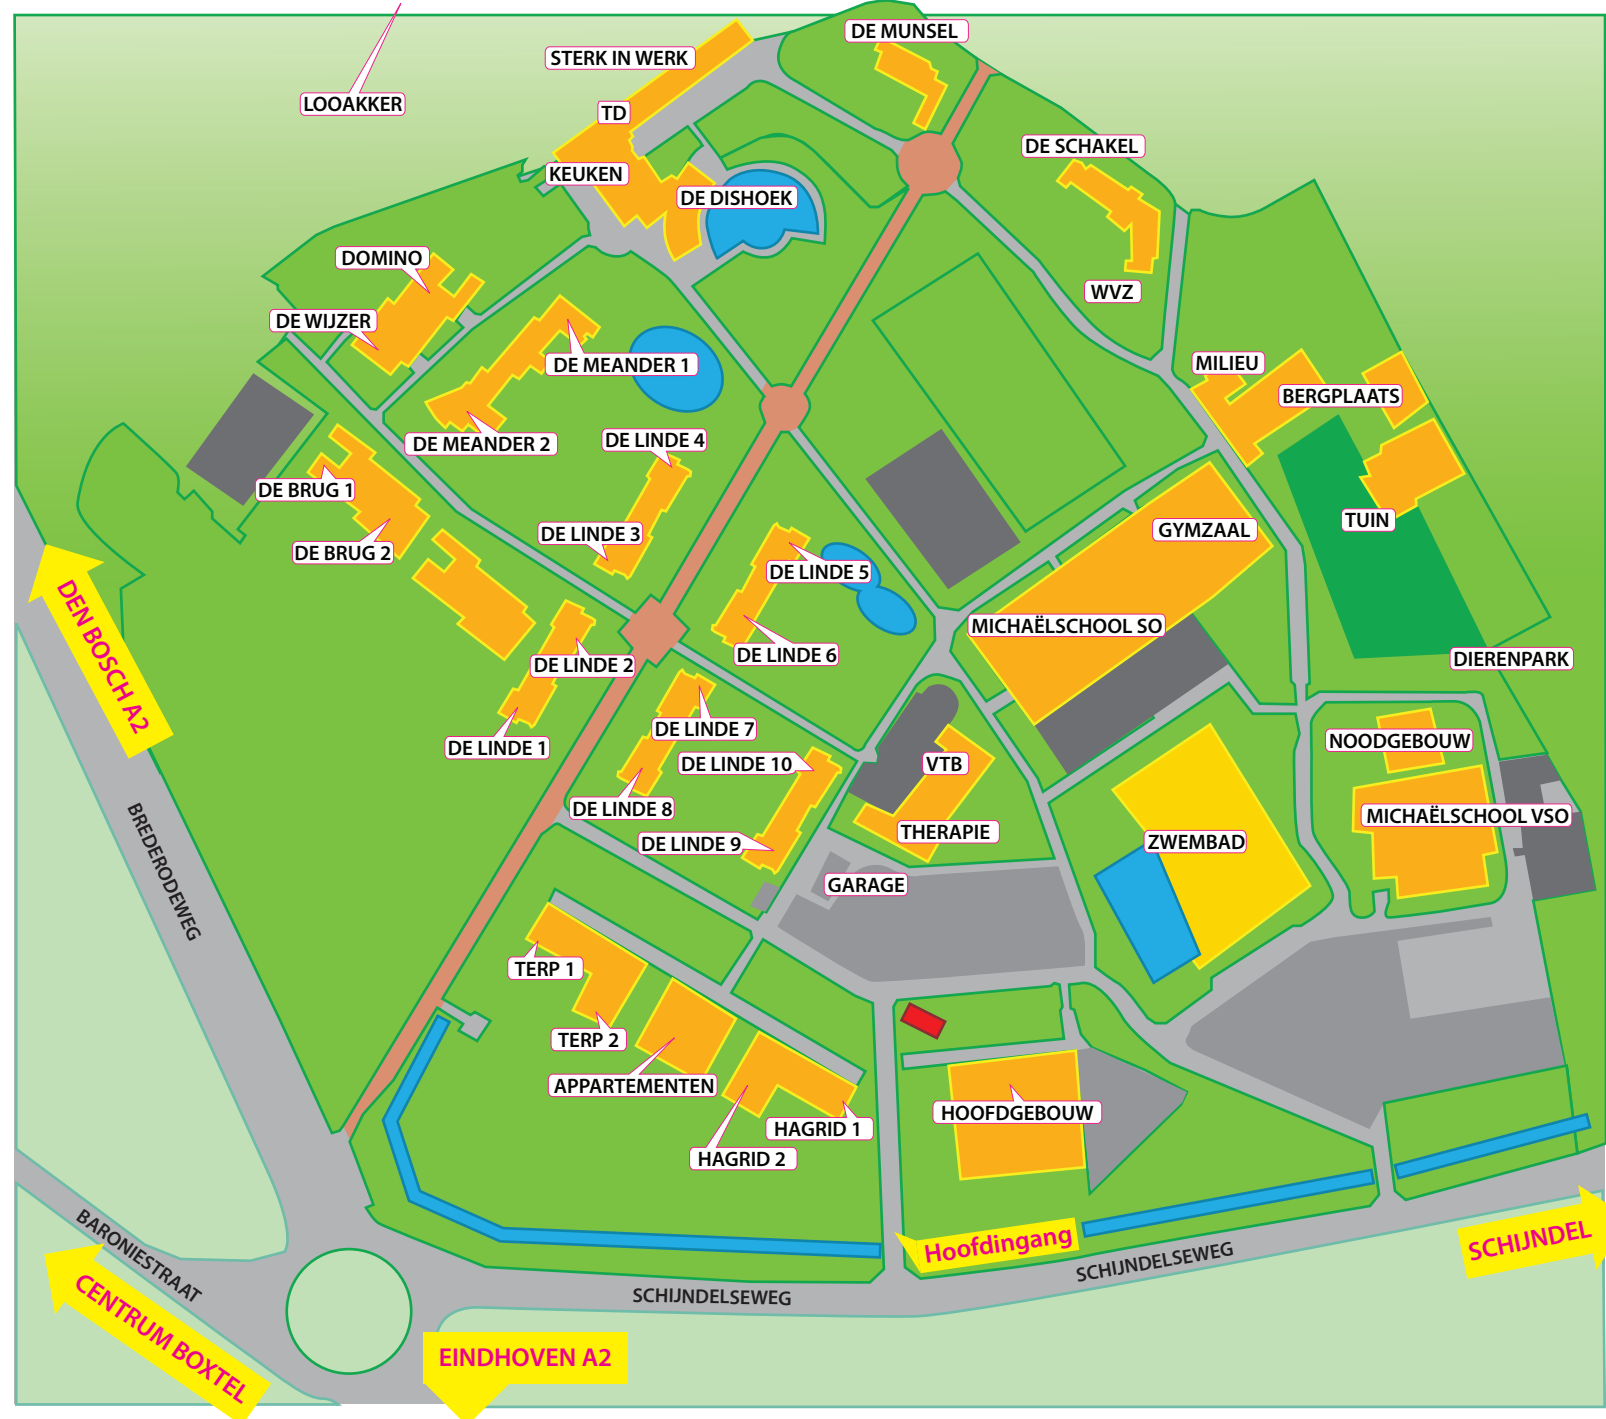 DE MUNSEL
STERK IN WERK
LOOAKKER
TD
DE SCHAKEL
KEUKEN
DE DISHOEK
DOMINO
WVZ
DE WIJZER
DE MEANDER 1
MILIEU
BERGPLAATS
DE MEANDER 2
DE LINDE 4
DE BRUG 1
TUIN
GYMZAAL
DE LINDE 3
DE BRUG 2
DE LINDE 5
MICHAËLSCHOOL SO
DEN BOSCH A2
DE LINDE 6
DE LINDE 2
DIERENPARK
DE LINDE 7
DE LINDE 1
NOODGEBOUW
DE LINDE 10
VTB
DE LINDE 8
MICHAËLSCHOOL VSO
THERAPIE
DE LINDE 9
ZWEMBAD
BREDERODEWEG
GARAGE
TERP 1
TERP 2
APPARTEMENTEN
HOOFDGEBOUW
HAGRID 1
HAGRID 2
Hoofdingang
SCHIJNDEL
BARONIESTRAAT
SCHIJNDELSEWEG
SCHIJNDELSEWEG
CENTRUM BOXTEL
EINDHOVEN A2